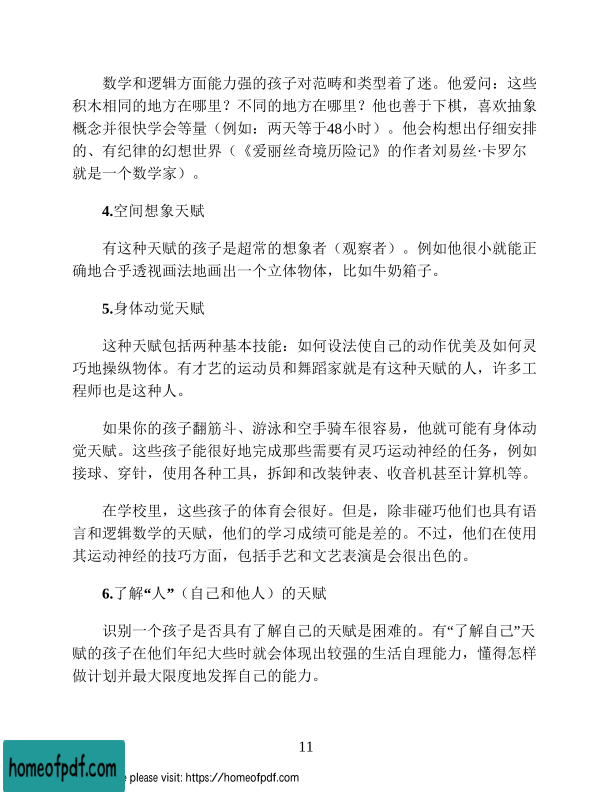 数学和逻辑方面能力强的孩子对范畴和类型着了迷。他爱问：这些
积木相同的地方在哪里？不同的地方在哪里？他也善于下棋，喜欢抽象
概念并很快学会等量（例如：两天等于48小时）。他会构想出仔细安排
的、有纪律的幻想世界（《爱丽丝奇境历险记》的作者刘易丝·卡罗尔
就是一个数学家）。
4.空间想象天赋
有这种天赋的孩子是超常的想象者（观察者）。例如他很小就能正
确地合乎透视画法地画出一个立体物体，比如牛奶箱子。
5.身体动觉天赋
这种天赋包括两种基本技能：如何设法使自己的动作优美及如何灵
巧地操纵物体。有才艺的运动员和舞蹈家就是有这种天赋的人，许多工
程师也是这种人。
如果你的孩子翻筋斗、游泳和空手骑车很容易，他就可能有身体动
觉天赋。这些孩子能很好地完成那些需要有灵巧运动神经的任务，例如
接球、穿针，使用各种工具，拆卸和改装钟表、收音机甚至计算机等。
在学校里，这些孩子的体育会很好。但是，除非碰巧他们也具有语
言和逻辑数学的天赋，他们的学习成绩可能是差的。不过，他们在使用
其运动神经的技巧方面，包括手艺和文艺表演是会很出色的。
6.了解“人”（自己和他人）的天赋
识别一个孩子是否具有了解自己的天赋是困难的。有“了解自己”天
赋的孩子在他们年纪大些时就会体现出较强的生活自理能力，懂得怎样
做计划并最大限度地发挥自己的能力。
11
homeofpdf.com
please visit: https://homeofpdf.com